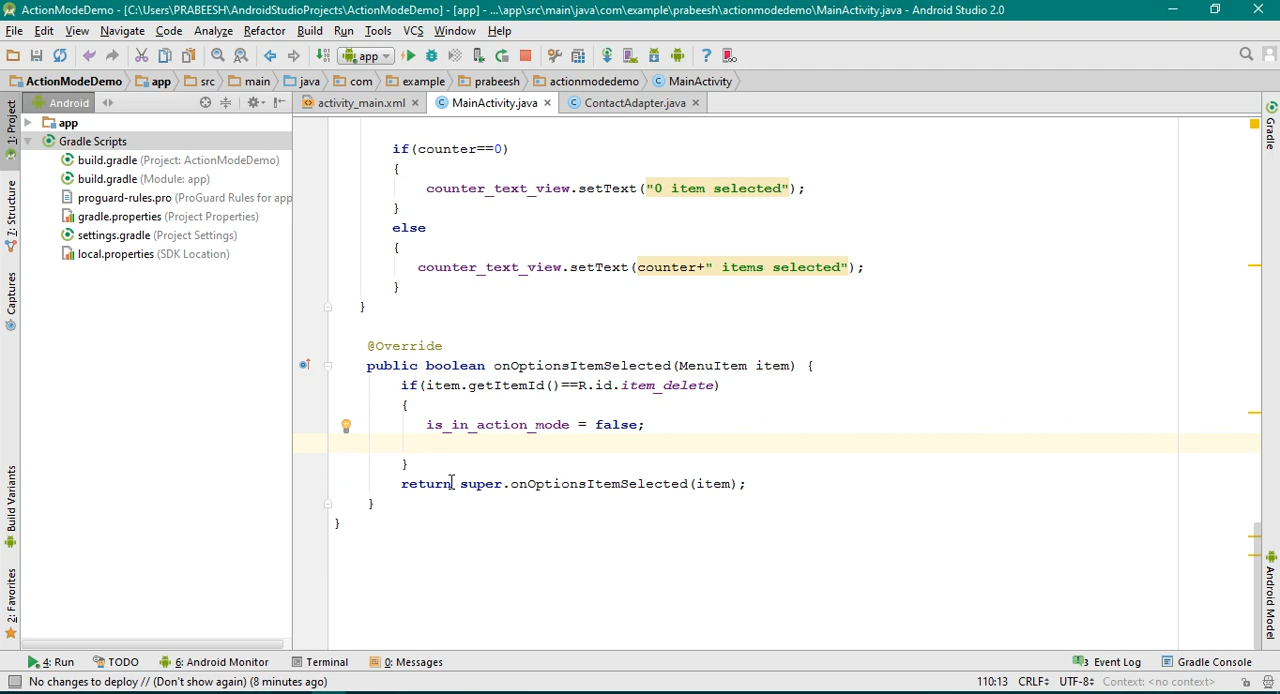 ActionModeDemo - [C:\Users\PRABEESH\AndroidStudioProjects\ActionModeDemo] - [app] - ...\app\src\main\java\com\example\prabeesh\actionmodedemo\MainActivity.java - Android Studio 2.0
File Edit View Navigate Code Analyze Refactor Build Run Tools VCS Window Help
app
ActionModeDemo app src main java com example prabeesh actionmodedemo MainActivity
Android activity_main.xml MainActivity.java ContactAdapter.java
app
Gradle Scripts
build.gradle (Project: ActionModeDemo)
build.gradle (Module: app)
proguard-rules.pro (ProGuard Rules for app
gradle.properties (Project Properties)
settings.gradle (Project Settings)
local.properties (SDK Location)
1: Project
7: Structure
Captures
Build Variants
2: Favorites
if(counter==0)
{
counter_text_view.setText("0 item selected");
}
else
{
counter_text_view.setText(counter+" items selected");
}
}
@Override
public boolean onOptionsItemSelected(MenuItem item) {
if(item.getItemId()==R.id.item_delete)
{
is_in_action_mode = false;
}
return super.onOptionsItemSelected(item);
}
}
Gradle
Android Model
4: Run TODO 6: Android Monitor Terminal 0: Messages 3 Event Log Gradle Console
No changes to deploy // (Don't show again) (8 minutes ago) 110:13 CRLF UTF-8 Context: <no context>